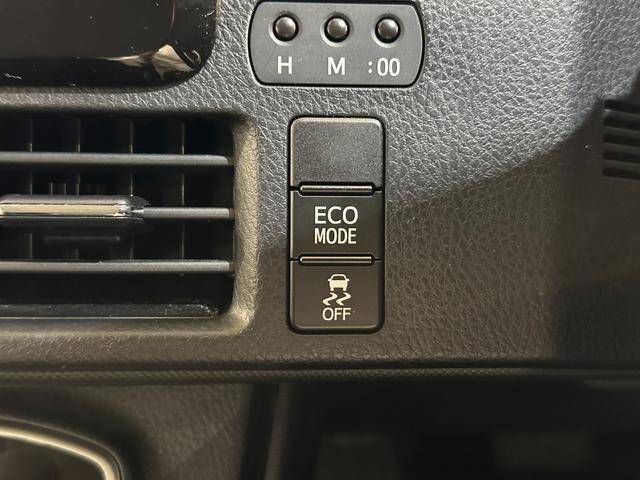 H M :00
ECO
MODE
OFF